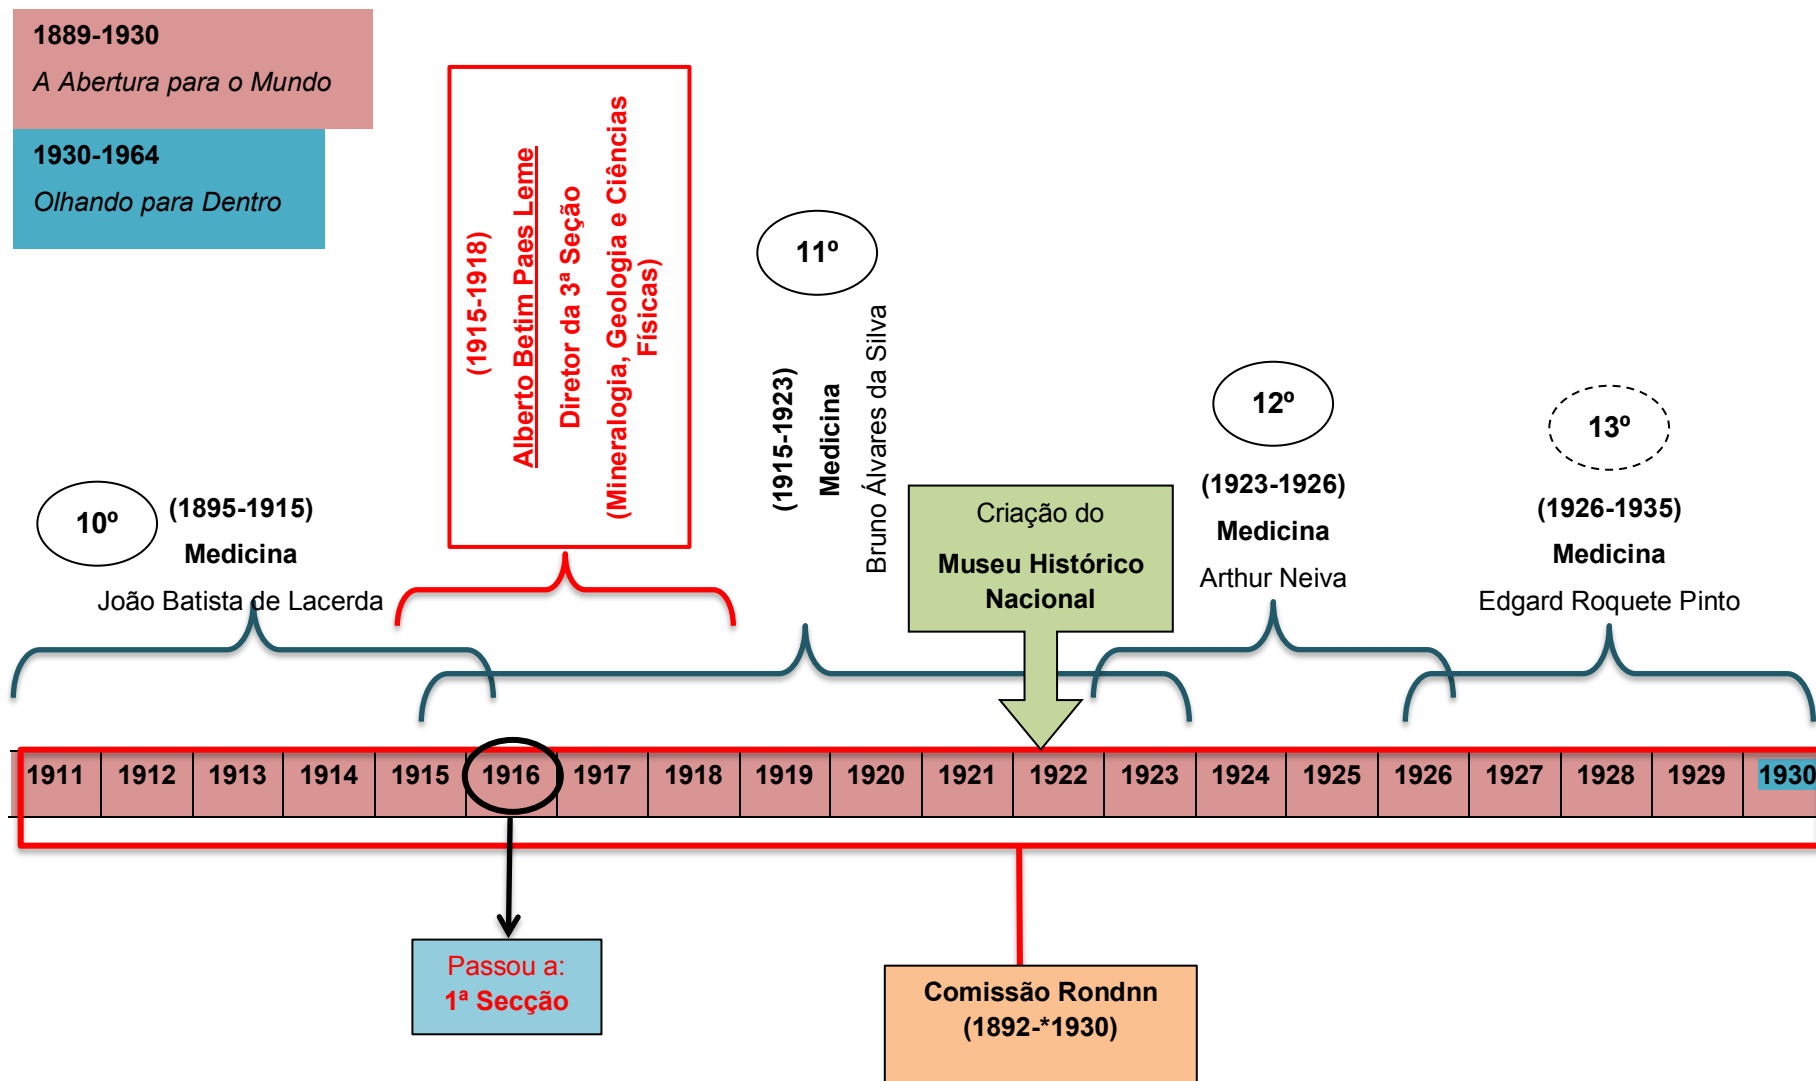 1889-1930
A Abertura para o Mundo
1930-1964
Olhando para Dentro
(1915-1918)
Alberto Betim Paes Leme
Diretor da 3ª Seção
(Mineralogia, Geologia e Ciências
Físicas)
10º
(1895-1915)
Medicina
João Batista de Lacerda
11º
(1915-1923)
Medicina
Bruno Álvares da Silva
Criação do
Museu Histórico
Nacional
12º
(1923-1926)
Medicina
Arthur Neiva
13º
(1926-1935)
Medicina
Edgard Roquete Pinto
1911 1912 1913 1914 1915 1916 1917 1918 1919 1920 1921 1922 1923 1924 1925 1926 1927 1928 1929 1930
Passou a:
1ª Secção
Comissão Rondnn
(1892-*1930)